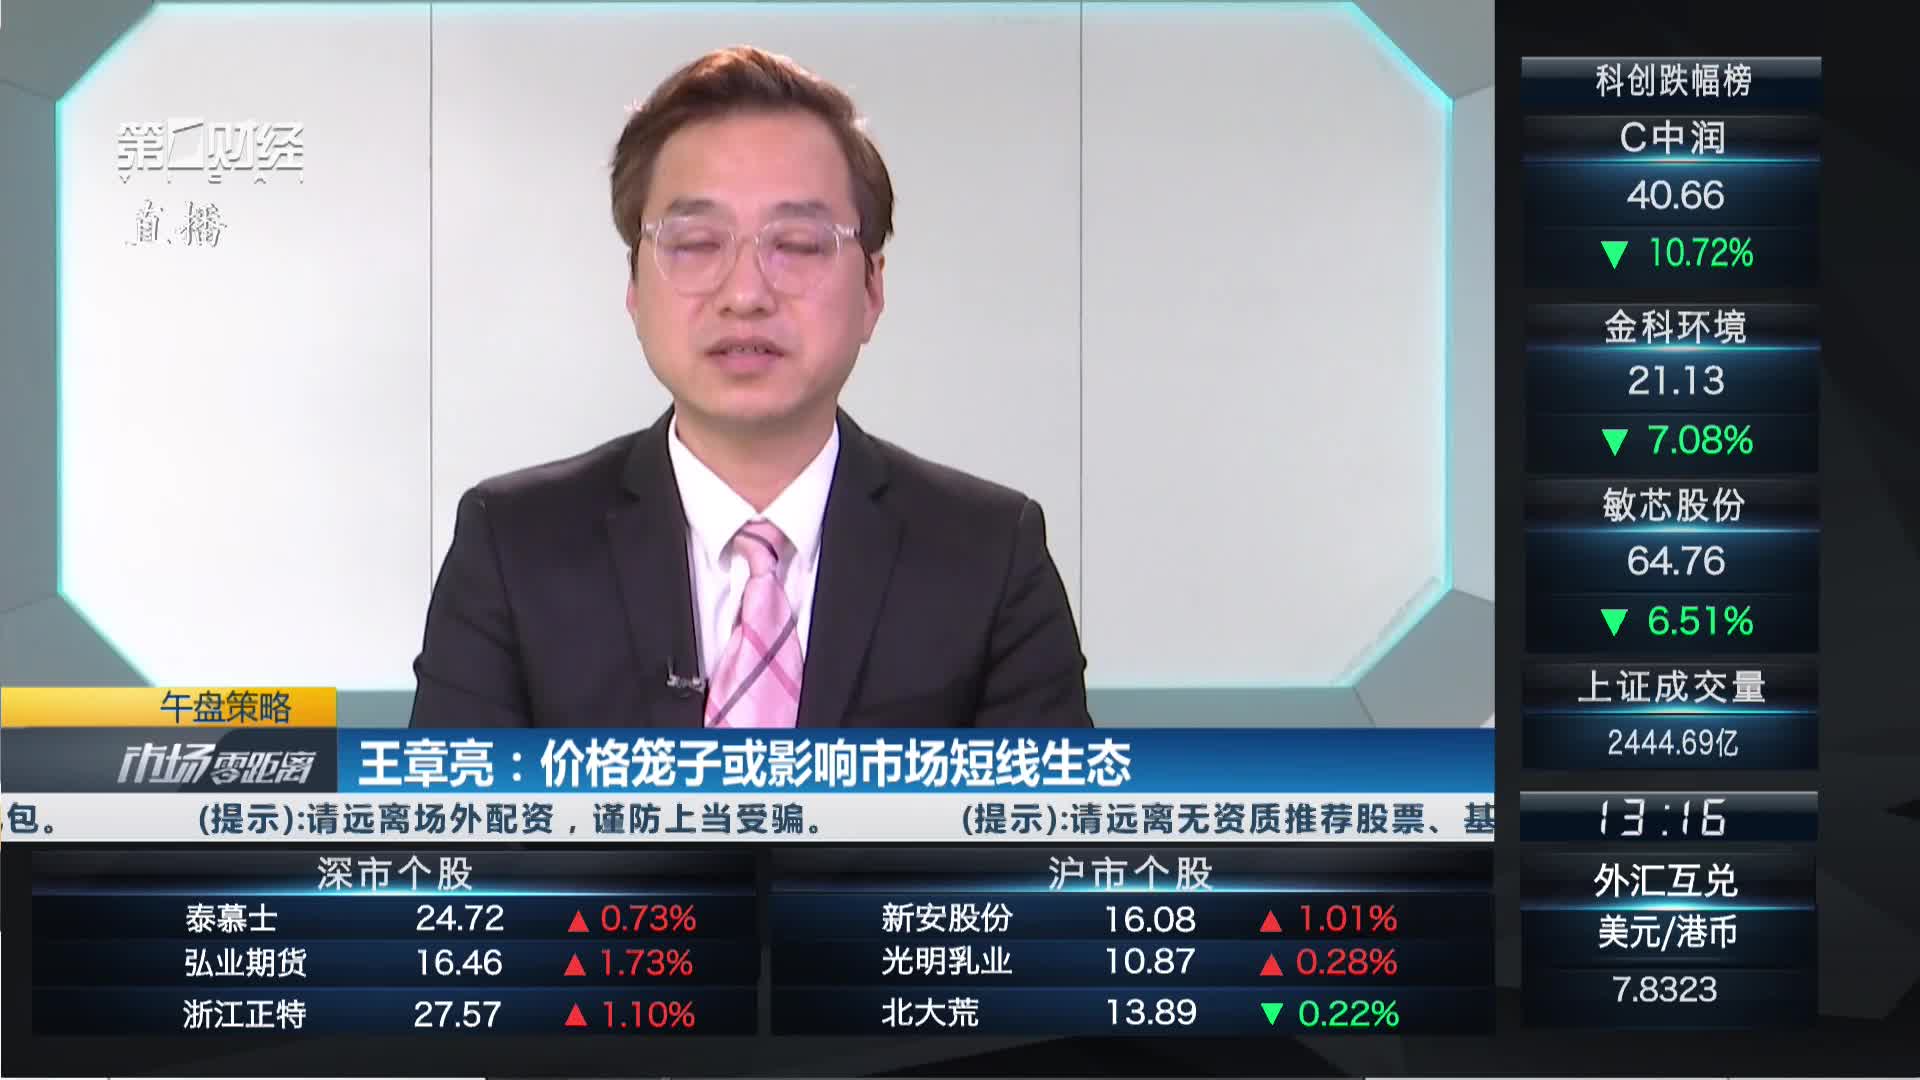 第一财经
YICAI
直播
午盘策略
市场零距离
王章亮：价格笼子或影响市场短线生态
包。 (提示):请远离场外配资，谨防上当受骗。 (提示):请远离无资质推荐股票、基
深市个股
泰慕士 24.72 ▲ 0.73%
弘业期货 16.46 ▲ 1.73%
浙江正特 27.57 ▲ 1.10%
沪市个股
新安股份 16.08 ▲ 1.01%
光明乳业 10.87 ▲ 0.28%
北大荒 13.89 ▼ 0.22%
科创跌幅榜
C中润
40.66
▼ 10.72%
金科环境
21.13
▼ 7.08%
敏芯股份
64.76
▼ 6.51%
上证成交量
2444.69亿
13:16
外汇互兑
美元/港币
7.8323